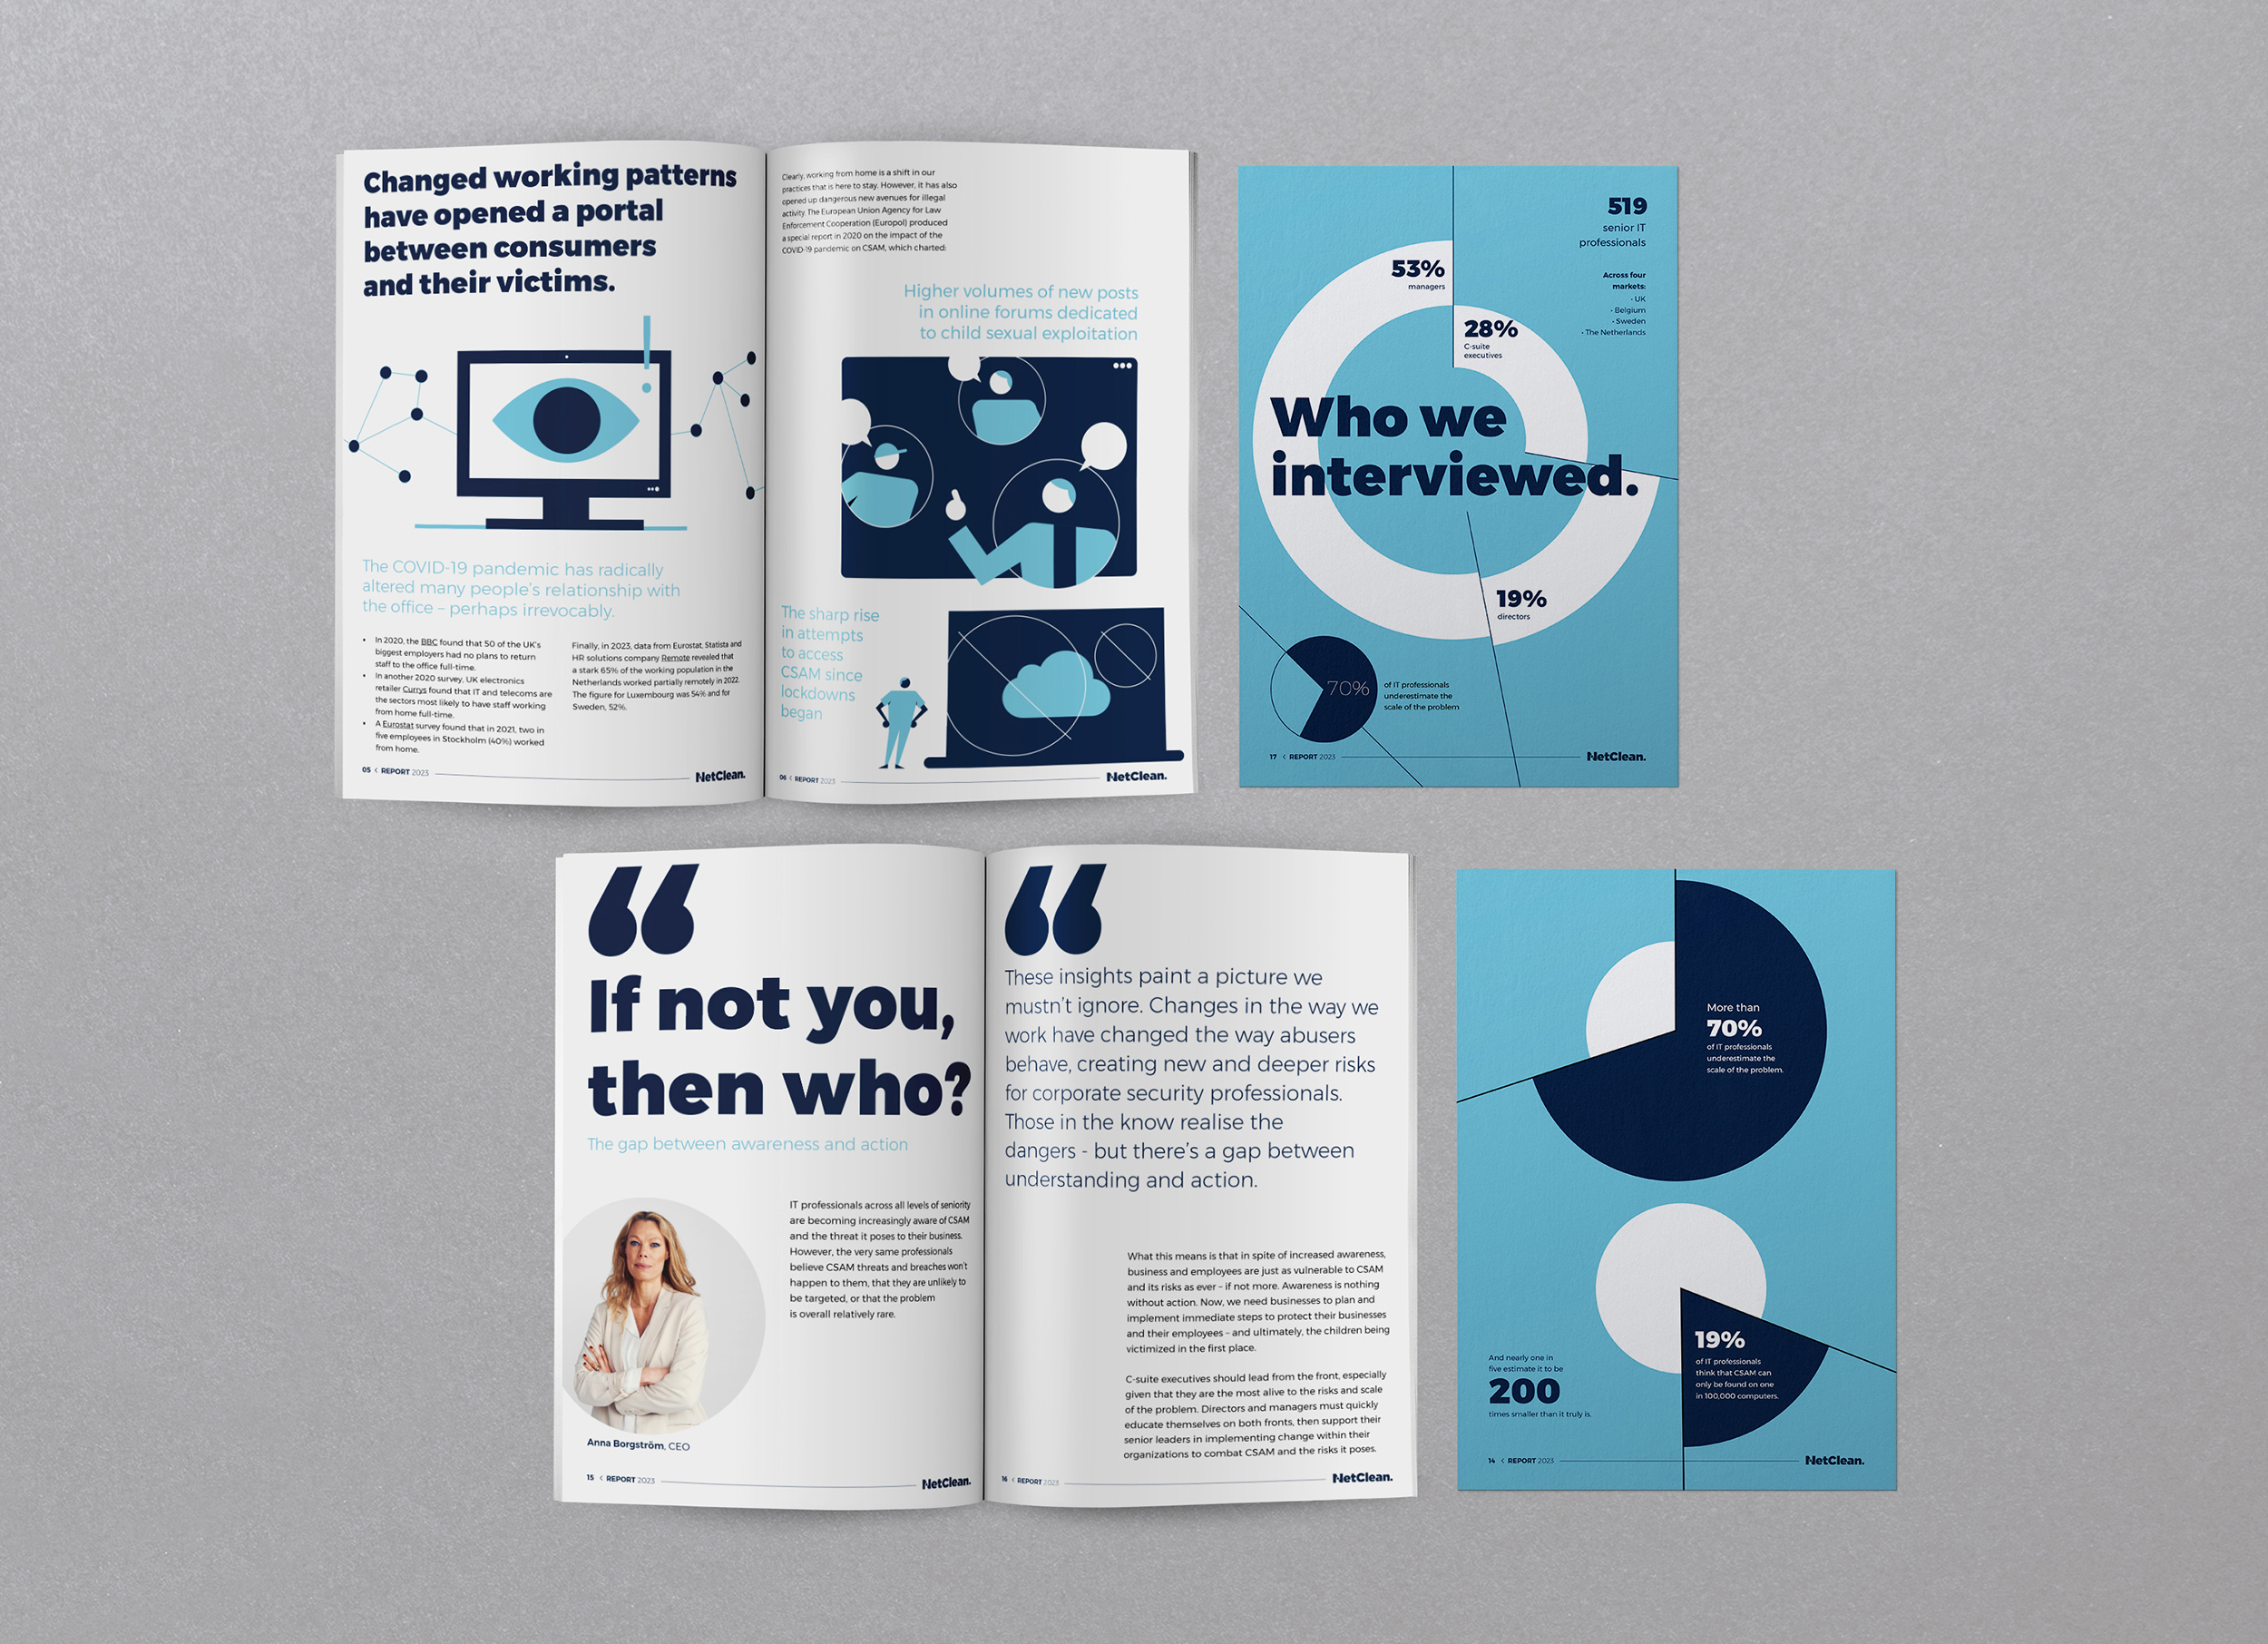 Changed working patterns
have opened a portal
between consumers
and their victims.
The COVID-19 pandemic has radically
altered many people's relationship with
the office – perhaps irrevocably.
• In 2020, the BBC found that 50 of the UK's
biggest employers had no plans to return
staff to the office full-time.
• In another 2020 survey, UK electronics
retailer Currys found that IT and telecoms are
the sectors most likely to have staff working
from home full-time.
• A Eurostat survey found that in 2021, two in
five employees in Stockholm (40%) worked
from home.
Finally, in 2023, data from Eurostat, Statista and
HR solutions company Remote revealed that
a stark 65% of the working population in the
Netherlands worked partially remotely in 2022.
The figure for Luxembourg was 54% and for
Sweden, 52%.
05 < REPORT 2023
NetClean.
Clearly, working from home is a shift in our
practices that is here to stay. However, it has also
opened up dangerous new avenues for illegal
activity. The European Union Agency for Law
Enforcement Cooperation (Europol) produced
a special report in 2020 on the impact of the
COVID-19 pandemic on CSAM, which charted:
Higher volumes of new posts
in online forums dedicated
to child sexual exploitation
The sharp rise
in attempts
to access
CSAM since
lockdowns
began
06 < REPORT 2023
NetClean.
519
senior IT
professionals
Across four
markets:
• UK
• Belgium
• Sweden
• The Netherlands
53%
managers
28%
C-suite
executives
Who we
interviewed.
19%
directors
70%
of IT professionals
underestimate the
scale of the problem
17 < REPORT 2023
NetClean.
“
If not you,
then who?
The gap between awareness and action
IT professionals across all levels of seniority
are becoming increasingly aware of CSAM
and the threat it poses to their business.
However, the very same professionals
believe CSAM threats and breaches won't
happen to them, that they are unlikely to
be targeted, or that the problem
is overall relatively rare.
Anna Borgström, CEO
15 < REPORT 2023
NetClean.
“
These insights paint a picture we
mustn't ignore. Changes in the way we
work have changed the way abusers
behave, creating new and deeper risks
for corporate security professionals.
Those in the know realise the
dangers - but there's a gap between
understanding and action.
What this means is that in spite of increased awareness,
business and employees are just as vulnerable to CSAM
and its risks as ever – if not more. Awareness is nothing
without action. Now, we need businesses to plan and
implement immediate steps to protect their businesses
and their employees – and ultimately, the children being
victimized in the first place.
C-suite executives should lead from the front, especially
given that they are the most alive to the risks and scale
of the problem. Directors and managers must quickly
educate themselves on both fronts, then support their
senior leaders in implementing change within their
organizations to combat CSAM and the risks it poses.
16 < REPORT 2023
NetClean.
More than
70%
of IT professionals
underestimate the
scale of the problem.
19%
of IT professionals
think that CSAM can
only be found on one
in 100,000 computers.
And nearly one in
five estimate it to be
200
times smaller than it truly is.
14 < REPORT 2023
NetClean.